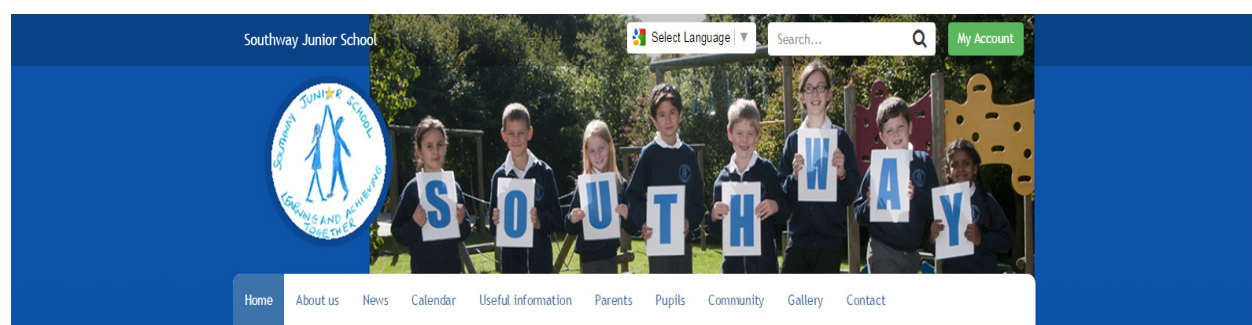 Southway Junior School
Select Language ▼
Search...
My Account
SOUTHWAY JUNIOR SCHOOL
LEARNING AND ACHIEVING
TOGETHER
SOUTHWAY
Home About us News Calendar Useful information Parents Pupils Community Gallery Contact